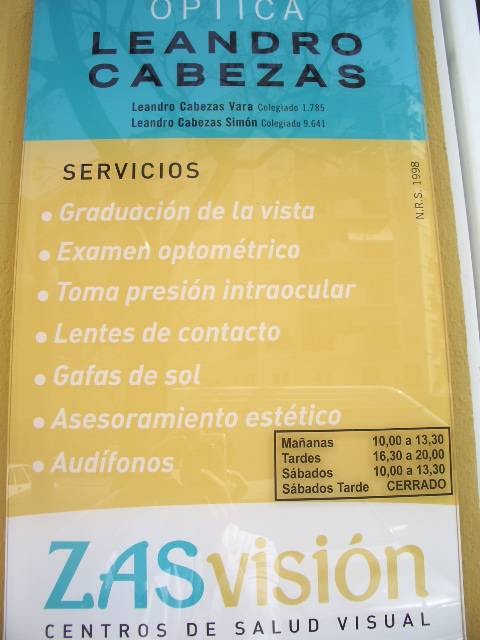 OPTICA
LEANDRO
CABEZAS
Leandro Cabezas Vara Colegiado 1.785
Leandro Cabezas Simón Colegiado 9.641
SERVICIOS
N.R.S. 1998
• Graduación de la vista
• Examen optométrico
• Toma presión intraocular
• Lentes de contacto
• Gafas de sol
• Asesoramiento estético
• Audífonos
Mañanas 10,00 a 13,30
Tardes 16,30 a 20,00
Sábados 10,00 a 13,30
Sábados Tarde CERRADO
ZASvisión
CENTROS DE SALUD VISUAL